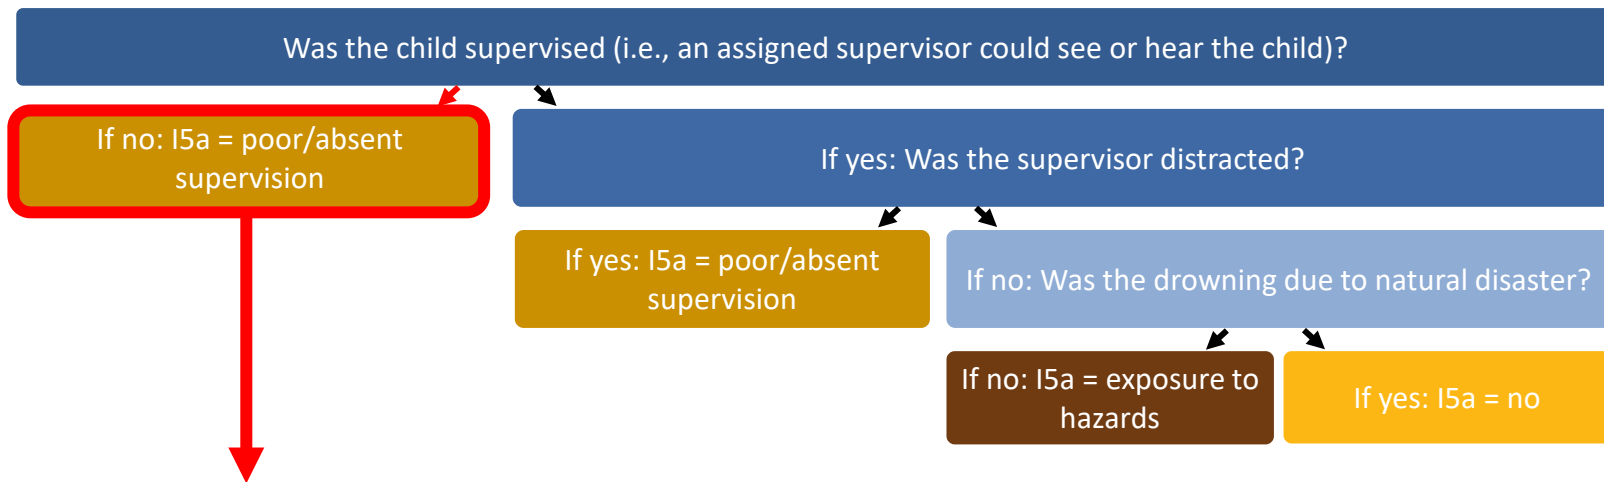 Was the child supervised (i.e., an assigned supervisor could see or hear the child)?
If no: I5a = poor/absent
supervision
If yes: Was the supervisor distracted?
If yes: I5a = poor/absent
supervision
If no: Was the drowning due to natural disaster?
If no: I5a = exposure to
hazards
If yes: I5a = no